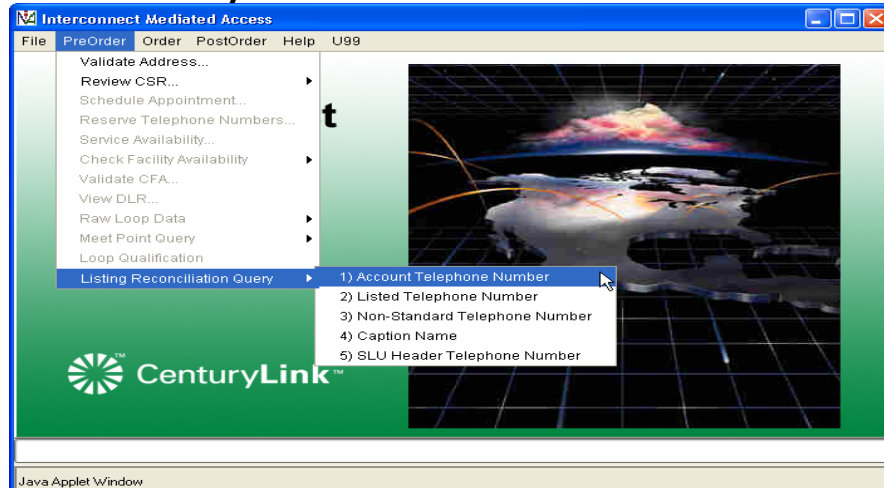 Interconnect Mediated Access
File PreOrder Order PostOrder Help U99
Validate Address...
Review CSR...
Schedule Appointment...
Reserve Telephone Numbers...
Service Availability...
Check Facility Availability
Validate CFA...
View DLR...
Raw Loop Data
Meet Point Query
Loop Qualification
Listing Reconciliation Query
1) Account Telephone Number
2) Listed Telephone Number
3) Non-Standard Telephone Number
4) Caption Name
5) SLU Header Telephone Number
t
CenturyLink™
Java Applet Window